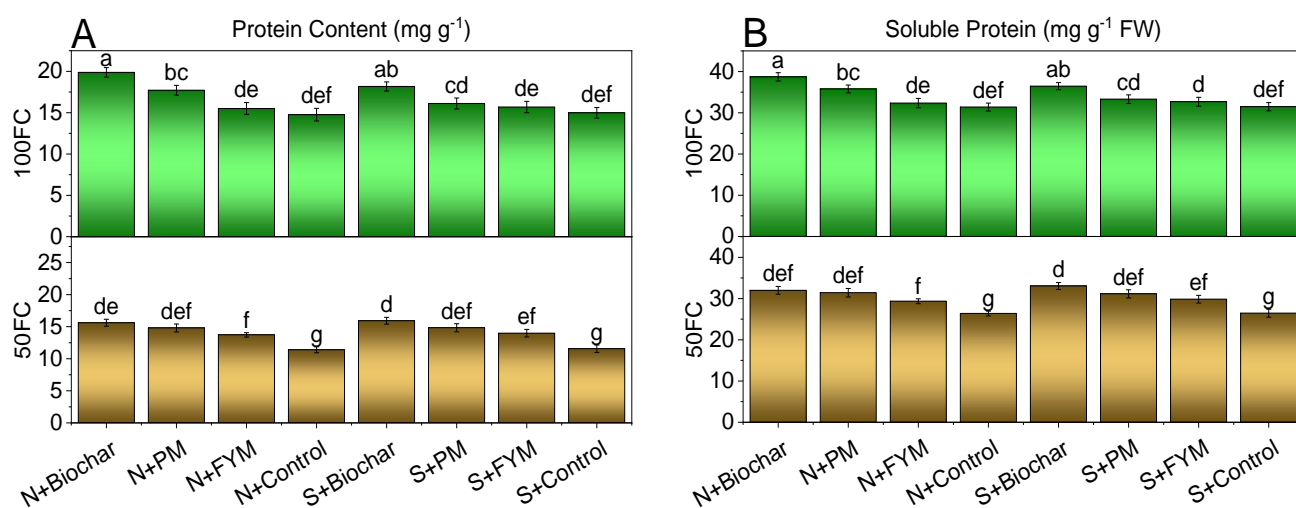 A
Protein Content (mg g⁻¹)
100FC
20
15
10
5
0
a
bc
de
def
ab
cd
de
def
50FC
25
20
15
10
5
0
de
def
f
g
d
def
ef
g
N+Biochar
N+PM
N+FYM
N+Control
S+Biochar
S+PM
S+FYM
S+Control
B
Soluble Protein (mg g⁻¹ FW)
100FC
40
30
20
10
0
a
bc
de
def
ab
cd
d
def
50FC
40
30
20
10
0
def
def
f
g
d
def
ef
g
N+Biochar
N+PM
N+FYM
N+Control
S+Biochar
S+PM
S+FYM
S+Control